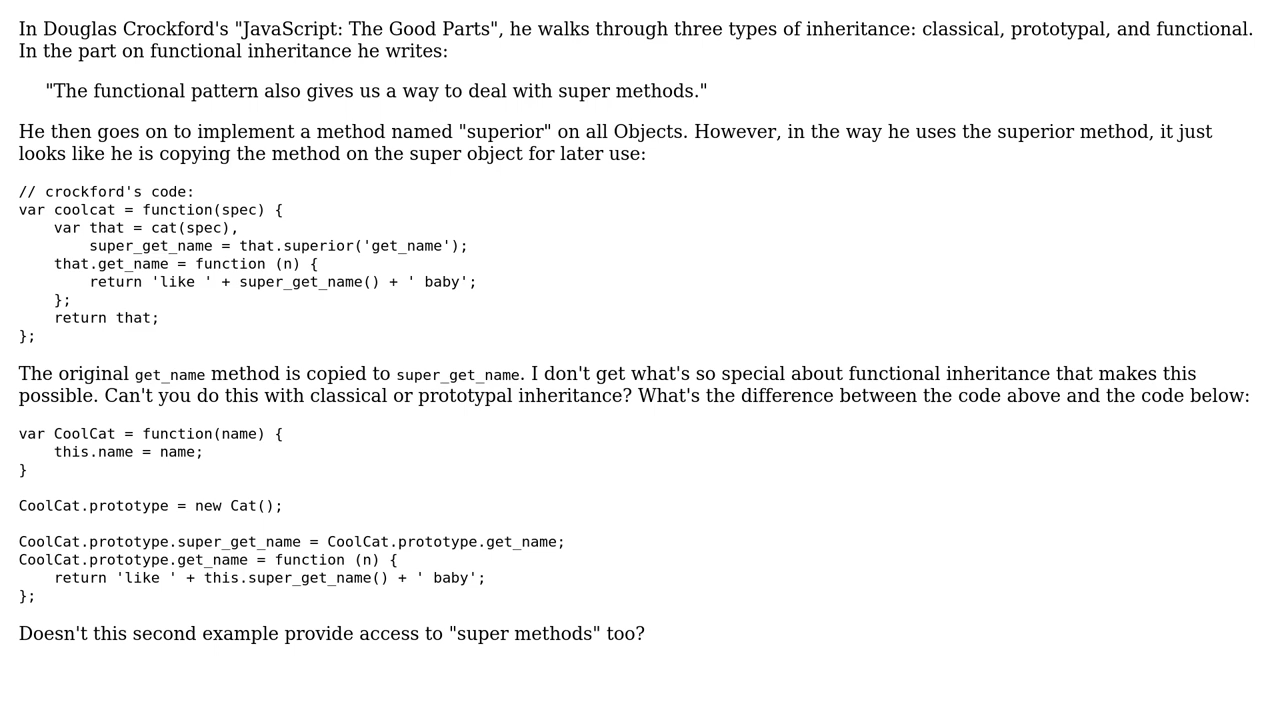 In Douglas Crockford's "JavaScript: The Good Parts", he walks through three types of inheritance: classical, prototypal, and functional.
In the part on functional inheritance he writes:
"The functional pattern also gives us a way to deal with super methods."
He then goes on to implement a method named "superior" on all Objects. However, in the way he uses the superior method, it just
looks like he is copying the method on the super object for later use:
// crockford's code:
var coolcat = function(spec) {
    var that = cat(spec),
        super_get_name = that.superior('get_name');
    that.get_name = function (n) {
        return 'like ' + super_get_name() + ' baby';
    };
    return that;
};
The original get_name method is copied to super_get_name. I don't get what's so special about functional inheritance that makes this
possible. Can't you do this with classical or prototypal inheritance? What's the difference between the code above and the code below:
var CoolCat = function(name) {
    this.name = name;
}
CoolCat.prototype = new Cat();
CoolCat.prototype.super_get_name = CoolCat.prototype.get_name;
CoolCat.prototype.get_name = function (n) {
    return 'like ' + this.super_get_name() + ' baby';
};
Doesn't this second example provide access to "super methods" too?